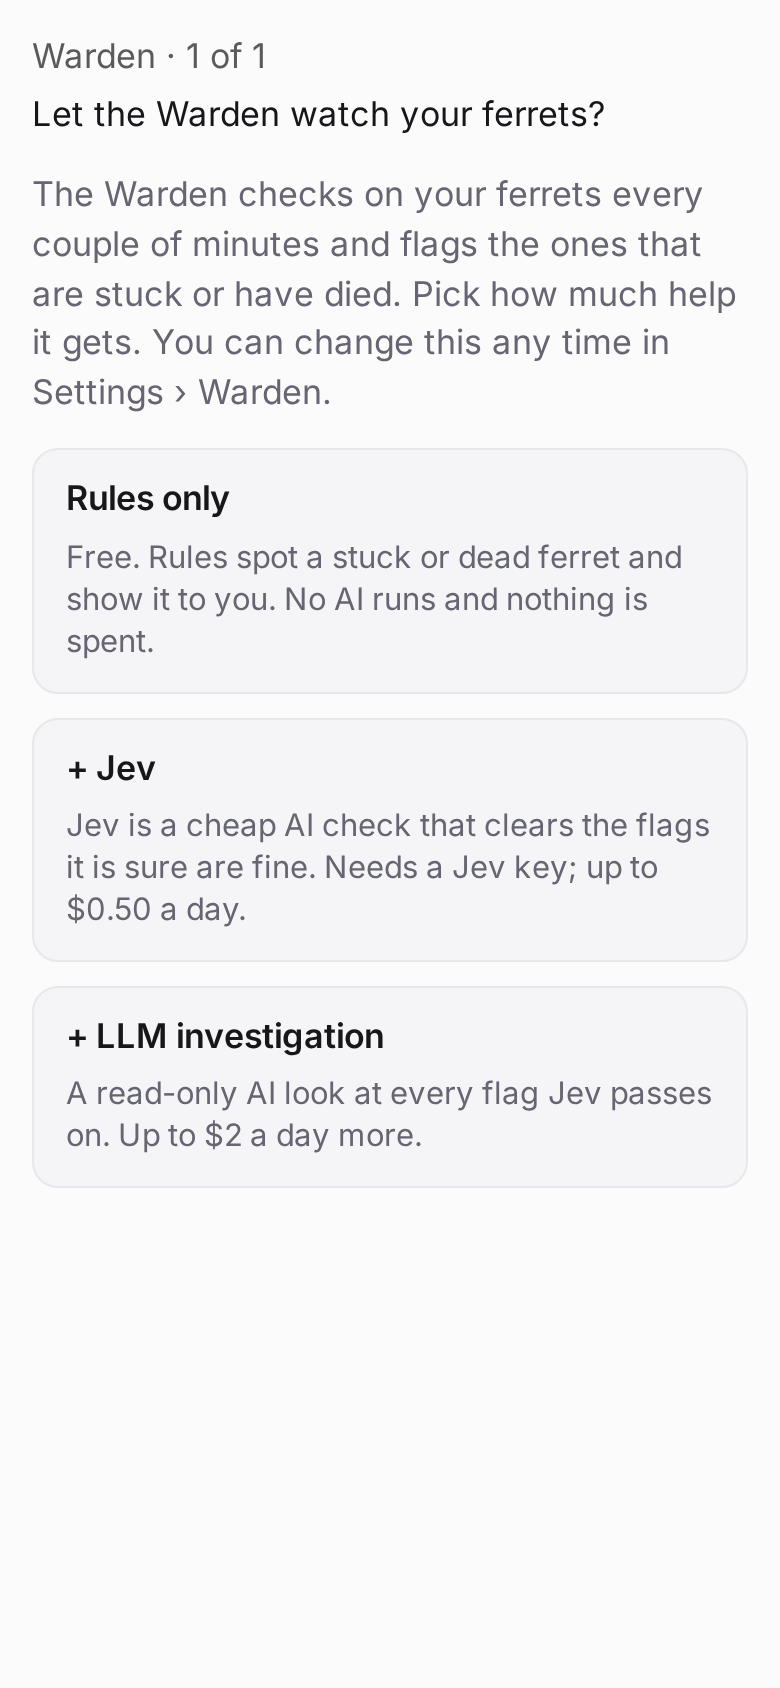 Warden · 1 of 1
Let the Warden watch your ferrets?
The Warden checks on your ferrets every
couple of minutes and flags the ones that
are stuck or have died. Pick how much help
it gets. You can change this any time in
Settings › Warden.
Rules only
Free. Rules spot a stuck or dead ferret and
show it to you. No AI runs and nothing is
spent.
+ Jev
Jev is a cheap AI check that clears the flags
it is sure are fine. Needs a Jev key; up to
$0.50 a day.
+ LLM investigation
A read-only AI look at every flag Jev passes
on. Up to $2 a day more.